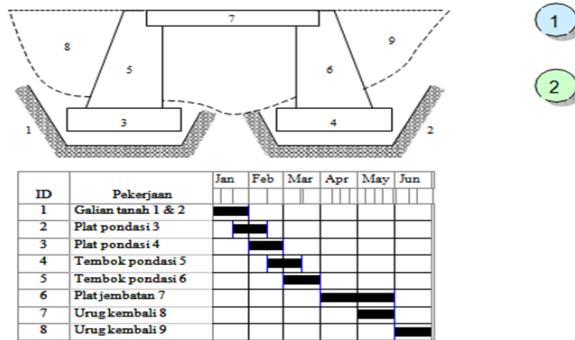 7
8
9
5
6
3
4
1
2
1
2
ID Pekerjaan Jan Feb Mar Apr May Jun
1 Galian tanah 1 & 2
2 Plat pondasi 3
3 Plat pondasi 4
4 Tembok pondasi 5
5 Tembok pondasi 6
6 Plat jembatan 7
7 Urug kembali 8
8 Urug kembali 9